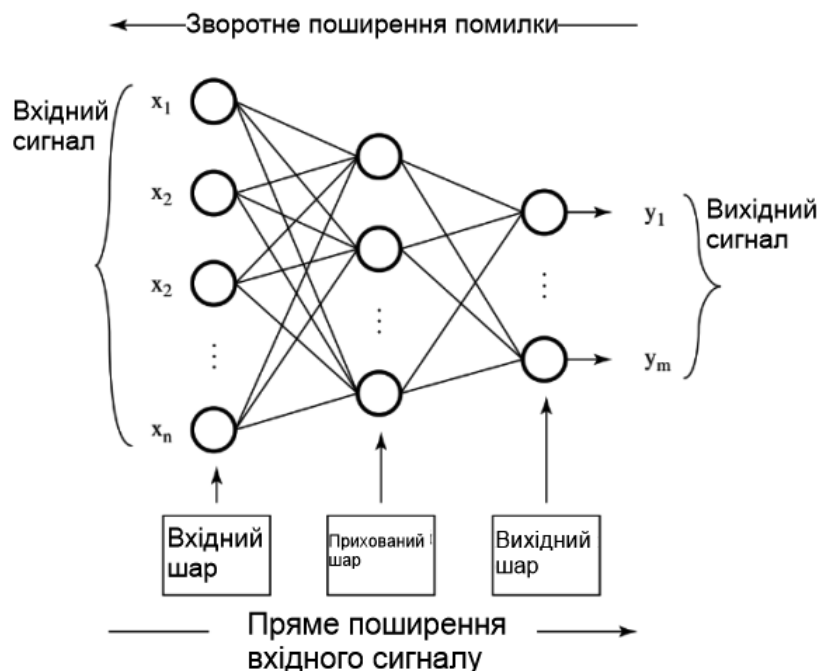 Зворотне поширення помилки
Вхідний
сигнал
x1
x2
x2
...
xn
...
y1
...
ym
Вихідний
сигнал
Вхідний
шар
Прихований
шар
Вихідний
шар
Пряме поширення
вхідного сигналу